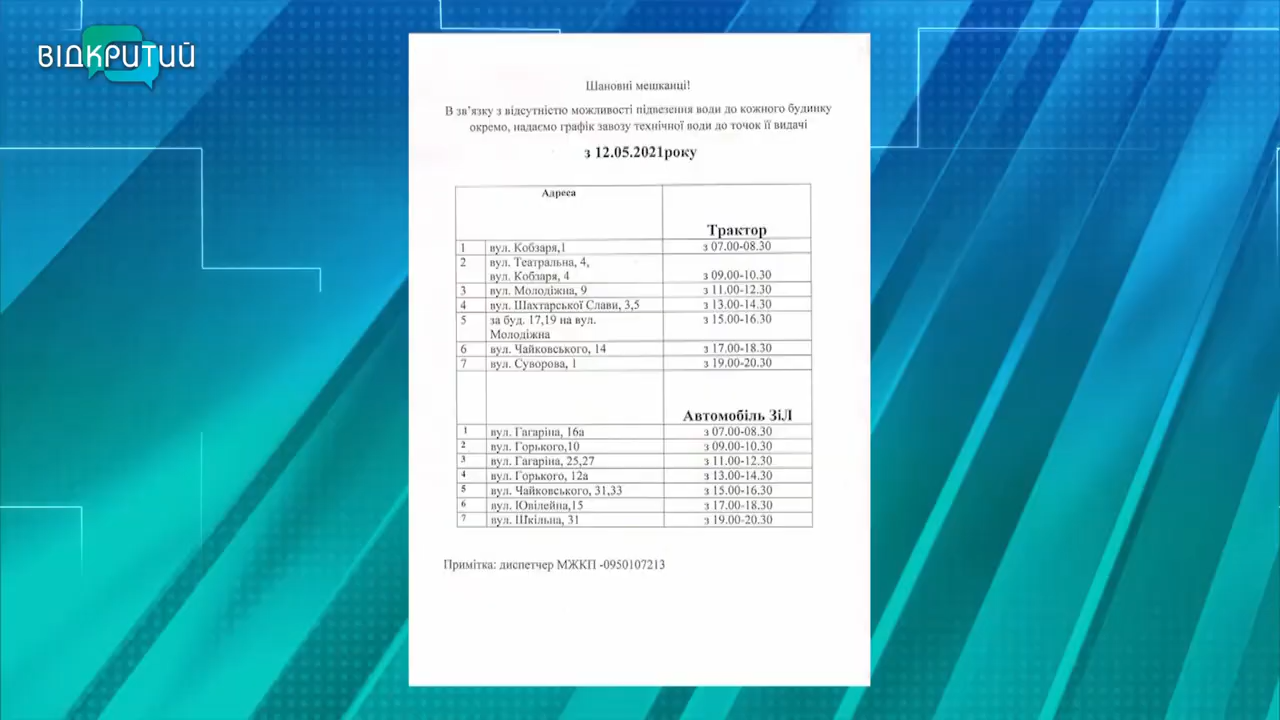 ВІДКРИТИЙ
Шановні мешканці!
В зв’язку з відсутністю можливості підвезення води до кожного будинку
окремо, надаємо графік завозу технічної води до точок її видачі
з 12.05.2021року
Адреса
Трактор
1 вул. Кобзаря,1 з 07.00-08.30
2 вул. Театральна, 4,
вул. Кобзаря, 4 з 09.00-10.30
3 вул. Молодіжна, 9 з 11.00-12.30
4 вул. Шахтарської Слави, 3,5 з 13.00-14.30
5 за буд. 17,19 на вул. з 15.00-16.30
Молодіжна
6 вул. Чайковського, 14 з 17.00-18.30
7 вул. Суворова, 1 з 19.00-20.30
Автомобіль ЗіЛ
1 вул. Гагаріна, 16а з 07.00-08.30
2 вул. Горького,10 з 09.00-10.30
3 вул. Гагаріна, 25,27 з 11.00-12.30
4 вул. Горького, 12а з 13.00-14.30
5 вул. Чайковського, 31,33 з 15.00-16.30
6 вул. Ювілейна,15 з 17.00-18.30
7 вул. Шкільна, 31 з 19.00-20.30
Примітка: диспетчер МЖКП -0950107213